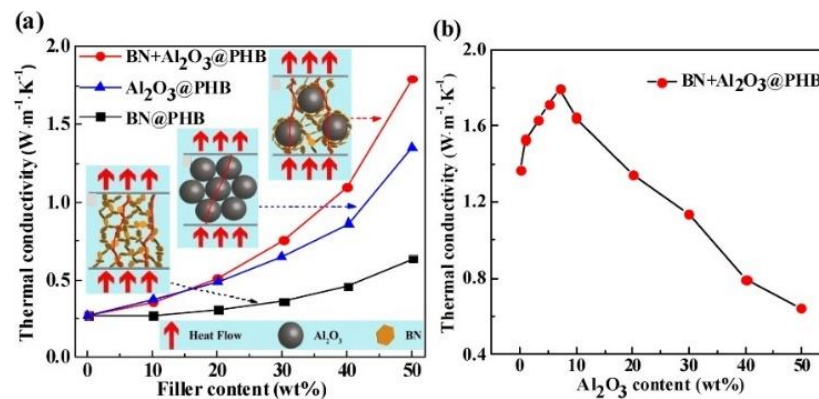 (a)
2.0
1.5
1.0
0.5
0.0
Thermal conductivity (W·m⁻¹·K⁻¹)
BN+Al₂O₃@PHB
Al₂O₃@PHB
BN@PHB
Heat Flow
Al₂O₃
BN
0 10 20 30 40 50
Filler content (wt%)
(b)
2.0
1.6
1.2
0.8
0.4
Thermal conductivity (W·m⁻¹·K⁻¹)
BN+Al₂O₃@PHB
0 10 20 30 40 50
Al₂O₃ content (wt%)